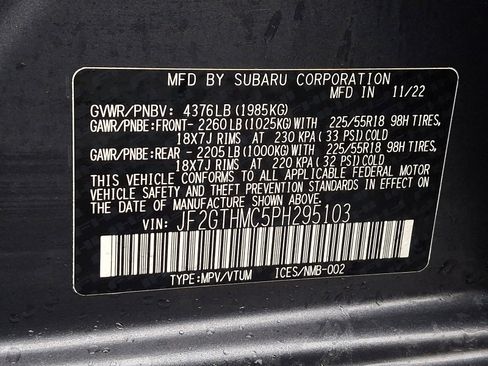 MFD BY SUBARU CORPORATION
MFD IN 11/22
GVWR/PNBV: 4376LB(1985KG)
GAWR/PNBE:FRONT-2260LB(1025KG)WITH 225/55R18 98H TIRES,
18X7J RIMS AT 230 KPA(33 PSI)COLD
GAWR/PNBE:REAR -2205LB(1000KG)WITH 225/55R18 98H TIRES,
18X7J RIMS AT 220 KPA(32 PSI)COLD
THIS VEHICLE CONFORMS TO ALL APPLICABLE FEDERAL MOTOR
VEHICLE SAFETY AND THEFT PREVENTION STANDARDS IN EFFECT
ON THE DATE OF MANUFACTURE SHOWN ABOVE.
VIN: JF2GTHMC5PH295103
TYPE:MPV/VTUM ICES/NMB-002